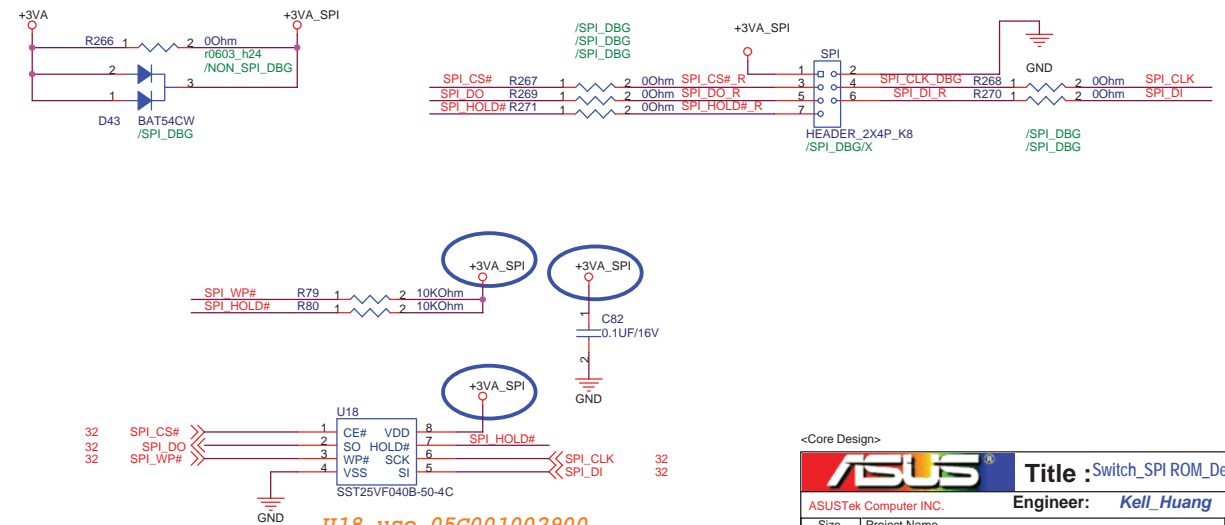 +3VA
+3VA_SPI
R266 1 2 0Ohm
r0603_h24
/NON_SPI_DBG
2
1
3
D43 BAT54CW
/SPI_DBG
/SPI_DBG
/SPI_DBG
/SPI_DBG
+3VA_SPI
SPI
GND
SPI_CS# R267 1 2 0Ohm SPI_CS#_R 1 2
SPI_DO R269 1 2 0Ohm SPI_DO_R 3 4 SPI_CLK_DBG R268 1 2 0Ohm SPI_CLK
SPI_HOLD# R271 1 2 0Ohm SPI_HOLD#_R 5 6 SPI_DI_R R270 1 2 0Ohm SPI_DI
7
HEADER_2X4P_K8
/SPI_DBG/X
/SPI_DBG
/SPI_DBG
+3VA_SPI
+3VA_SPI
SPI_WP# R79 1 2 10KOhm
SPI_HOLD# R80 1 2 10KOhm
1
C82
0.1UF/16V
2
GND
+3VA_SPI
U18
32 SPI_CS# 1 CE# VDD 8
32 SPI_DO 2 SO HOLD# 7 SPI_HOLD#
32 SPI_WP# 3 WP# SCK 6 SPI_CLK 32
4 VSS SI 5 SPI_DI 32
SST25VF040B-50-4C
GND
<Core Design>
ASUS ®
Title : Switch_SPI ROM_De
ASUSTek Computer INC.
Engineer: Kell_Huang
Size Project Name